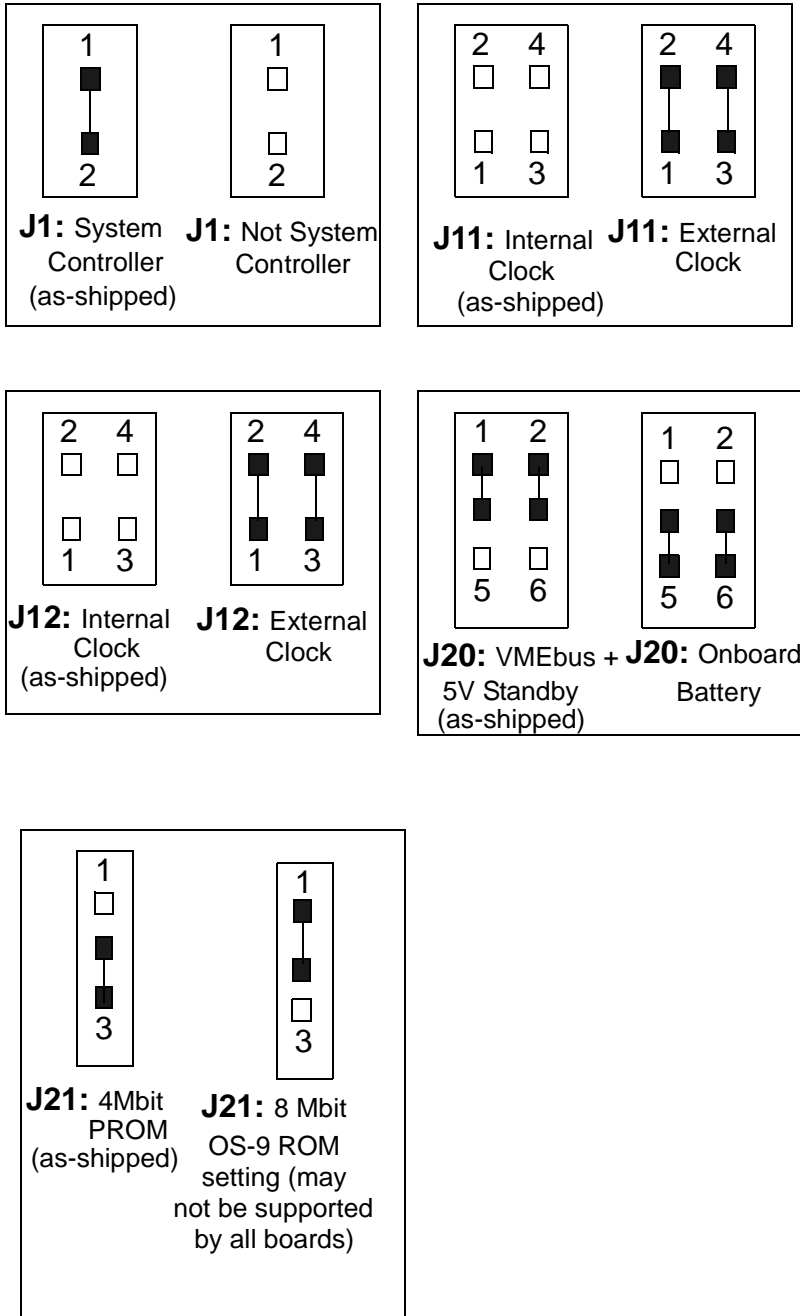 1
2
J1: System
Controller
(as-shipped)
1
2
J1: Not System
Controller
2 4
1 3
J11: Internal
Clock
(as-shipped)
2 4
1 3
J11: External
Clock
2 4
1 3
J12: Internal
Clock
(as-shipped)
2 4
1 3
J12: External
Clock
1 2
5 6
J20: VMEbus +
5V Standby
(as-shipped)
1 2
5 6
J20: Onboard
Battery
1
3
J21: 4Mbit
PROM
(as-shipped)
1
3
J21: 8 Mbit
OS-9 ROM
setting (may
not be supported
by all boards)